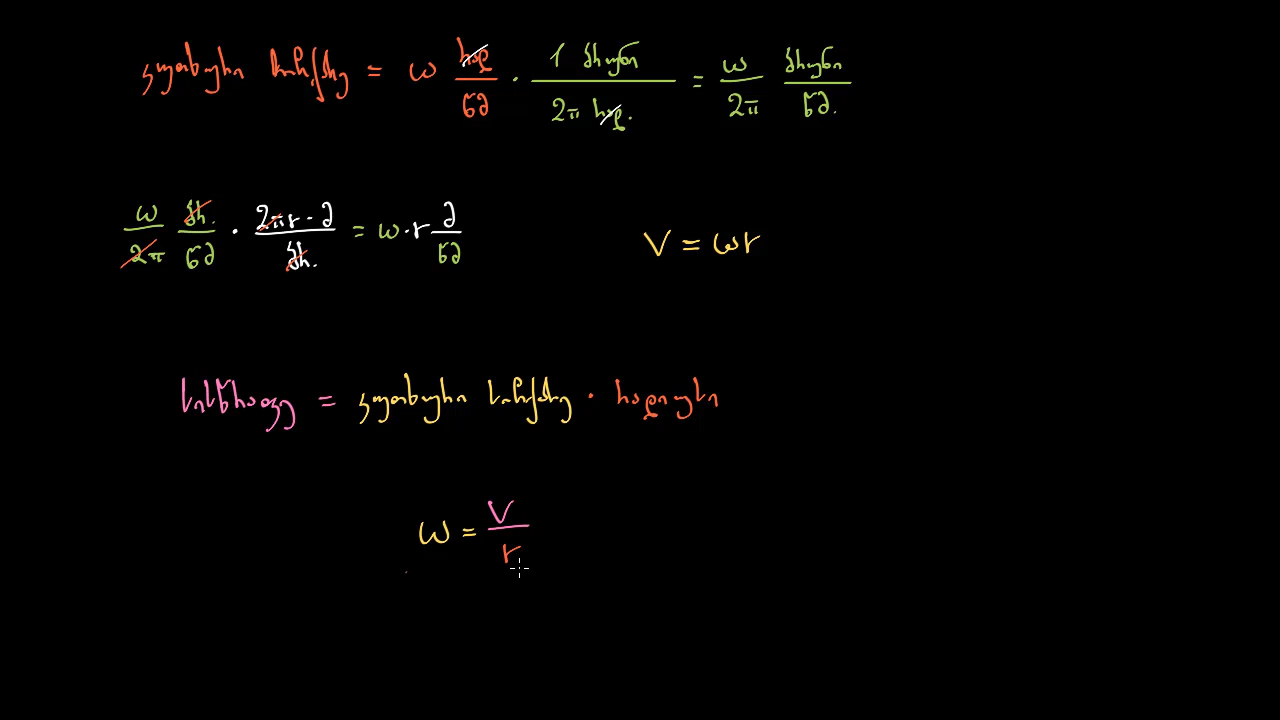 კუთხური სიჩქარე = ω რად/წმ · 1 ბრუნი/2π რად. = ω/2π ბრუნი/წმ.
ω/2π ბრ./წმ · 2πr · მ/ბრ. = ω · r მ/წმ V = ωr
სისწრაფე = კუთხური სიჩქარე · რადიუსი
ω = V/r